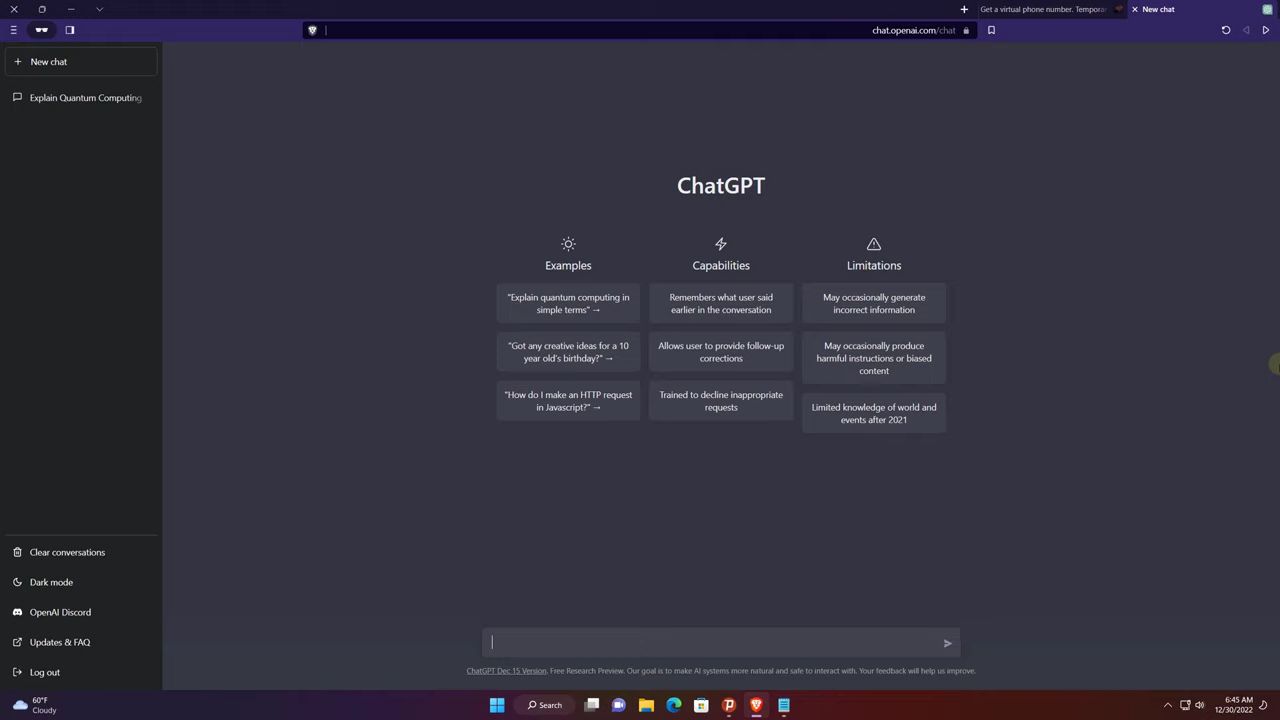 Get a virtual phone number. Tempora
New chat
chat.openai.com/chat
New chat
Explain Quantum Computing
ChatGPT
Examples
"Explain quantum computing in
simple terms" →
"Got any creative ideas for a 10
year old's birthday?" →
"How do I make an HTTP request
in Javascript?" →
Capabilities
Remembers what user said
earlier in the conversation
Allows user to provide follow-up
corrections
Trained to decline inappropriate
requests
Limitations
May occasionally generate
incorrect information
May occasionally produce
harmful instructions or biased
content
Limited knowledge of world and
events after 2021
Clear conversations
Dark mode
OpenAI Discord
Updates & FAQ
Log out
ChatGPT Dec 15 Version. Free Research Preview. Our goal is to make AI systems more natural and safe to interact with. Your feedback will help us improve.
60°F
Cloudy
Search
6:45 AM
12/30/2022